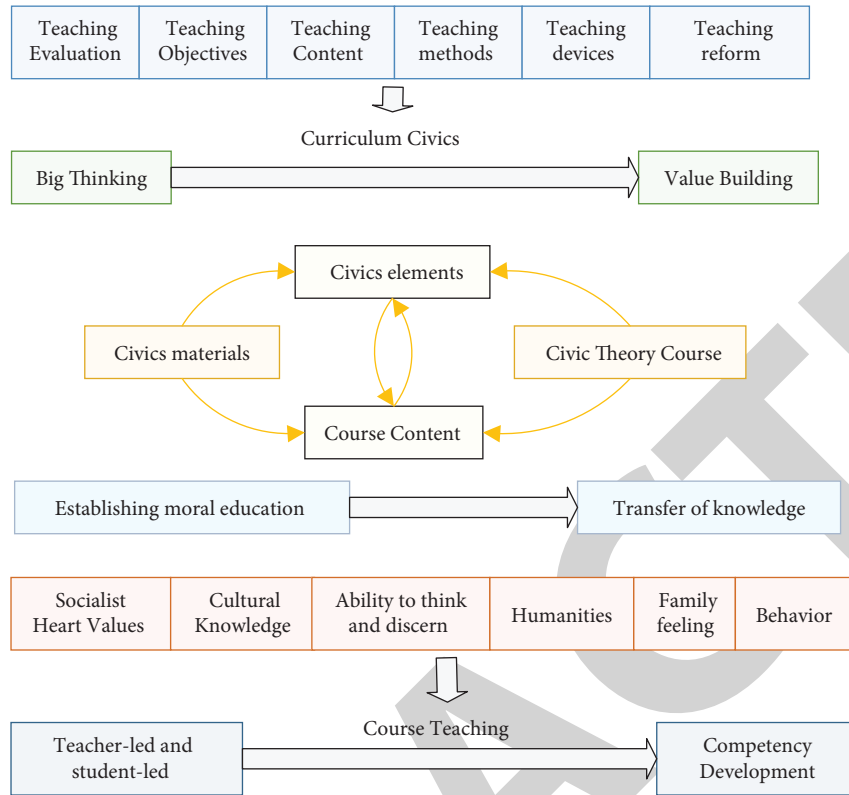 Teaching Evaluation
Teaching Objectives
Teaching Content
Teaching methods
Teaching devices
Teaching reform
Curriculum Civics
Big Thinking
Value Building
Civics elements
Civics materials
Civic Theory Course
Course Content
Establishing moral education
Transfer of knowledge
Socialist Heart Values
Cultural Knowledge
Ability to think and discern
Humanities
Family feeling
Behavior
Course Teaching
Teacher-led and student-led
Competency Development